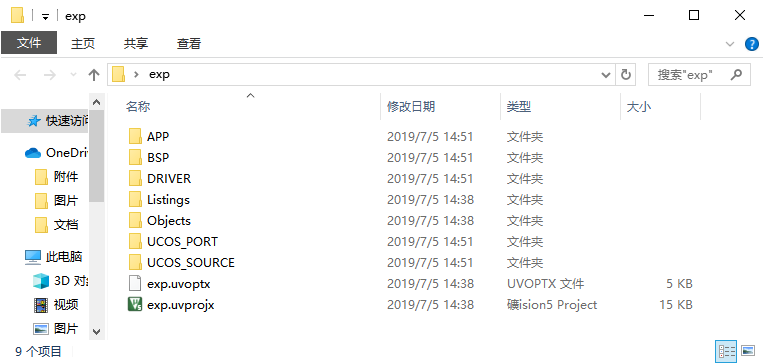 exp
文件 主页 共享 查看
exp 搜索"exp"
名称 修改日期 类型 大小
快速访问
OneDriv
附件
图片
文档
此电脑
3D 对
视频
图片
APP 2019/7/5 14:51 文件夹
BSP 2019/7/5 14:51 文件夹
DRIVER 2019/7/5 14:51 文件夹
Listings 2019/7/5 14:38 文件夹
Objects 2019/7/5 14:38 文件夹
UCOS_PORT 2019/7/5 14:51 文件夹
UCOS_SOURCE 2019/7/5 14:51 文件夹
exp.uvoptx 2019/7/5 14:38 UVOPTX 文件 5 KB
exp.uvprojx 2019/7/5 14:38 礦ision5 Project 15 KB
9 个项目